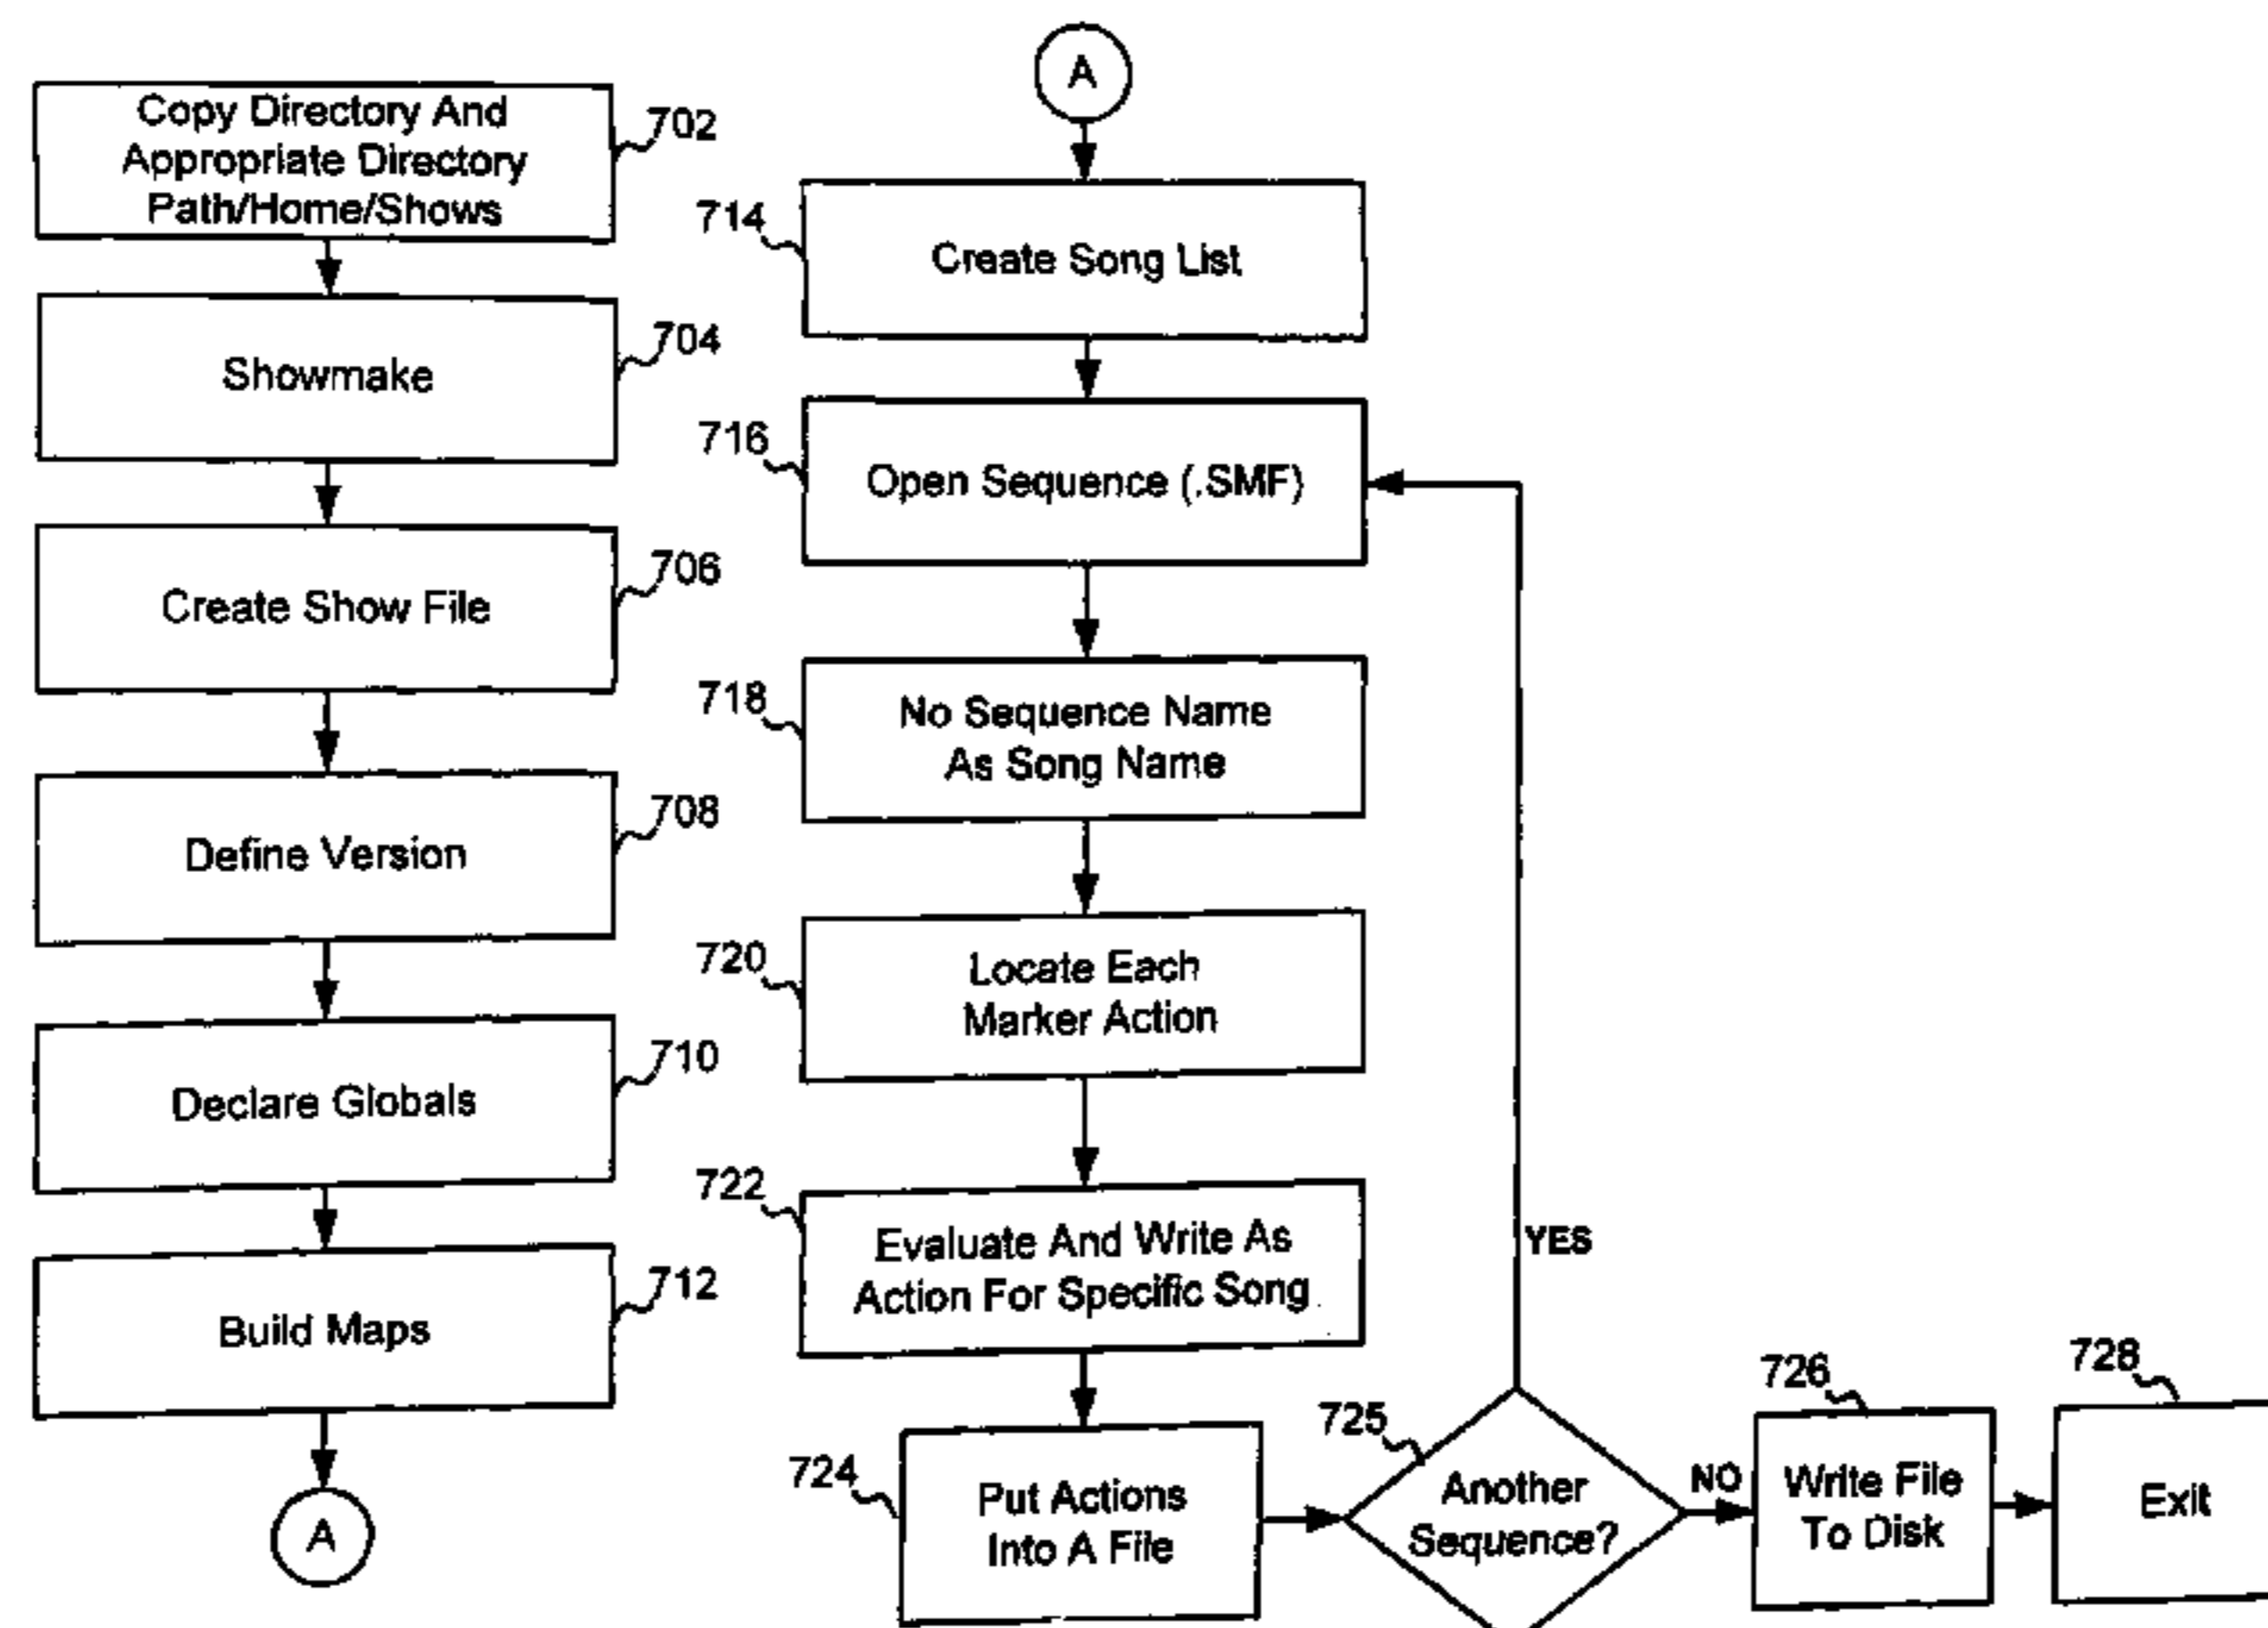 Copy Directory And
Appropriate Directory
Path/Home/Shows
702
Showmake
704
Create Show File
706
Define Version
708
Declare Globals
710
Build Maps
712
A
A
714
Create Song List
716
Open Sequence (.SMF)
718
No Sequence Name
As Song Name
720
Locate Each
Marker Action
722
Evaluate And Write As
Action For Specific Song
724
Put Actions
Into A File
725
Another
Sequence?
YES
NO
726
Write File
To Disk
728
Exit